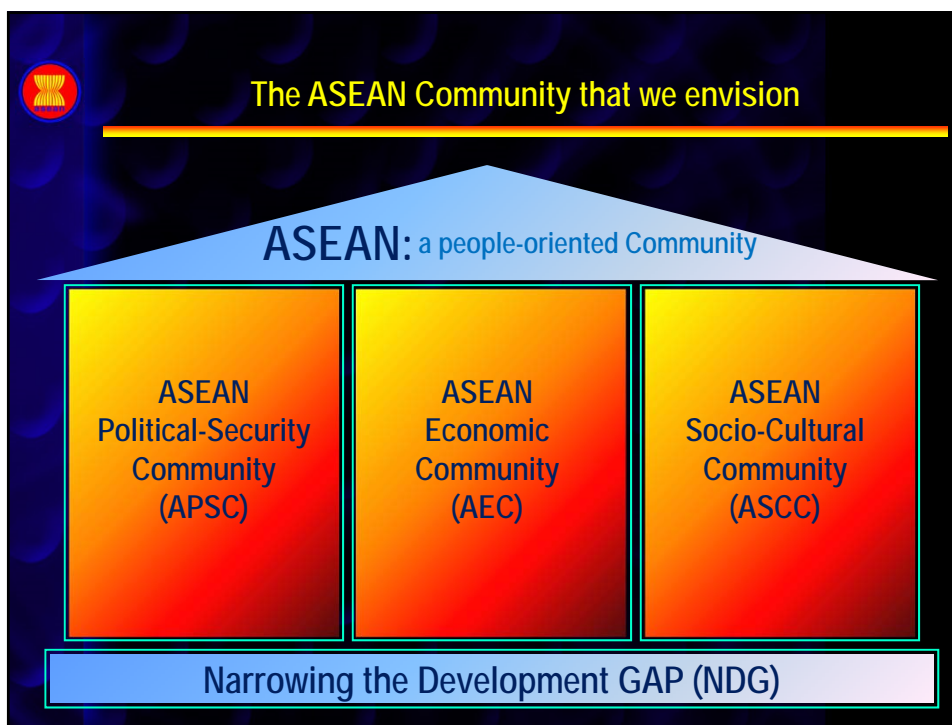 asean
The ASEAN Community that we envision
ASEAN: a people-oriented Community
ASEAN
Political-Security
Community
(APSC)
ASEAN
Economic
Community
(AEC)
ASEAN
Socio-Cultural
Community
(ASCC)
Narrowing the Development GAP (NDG)